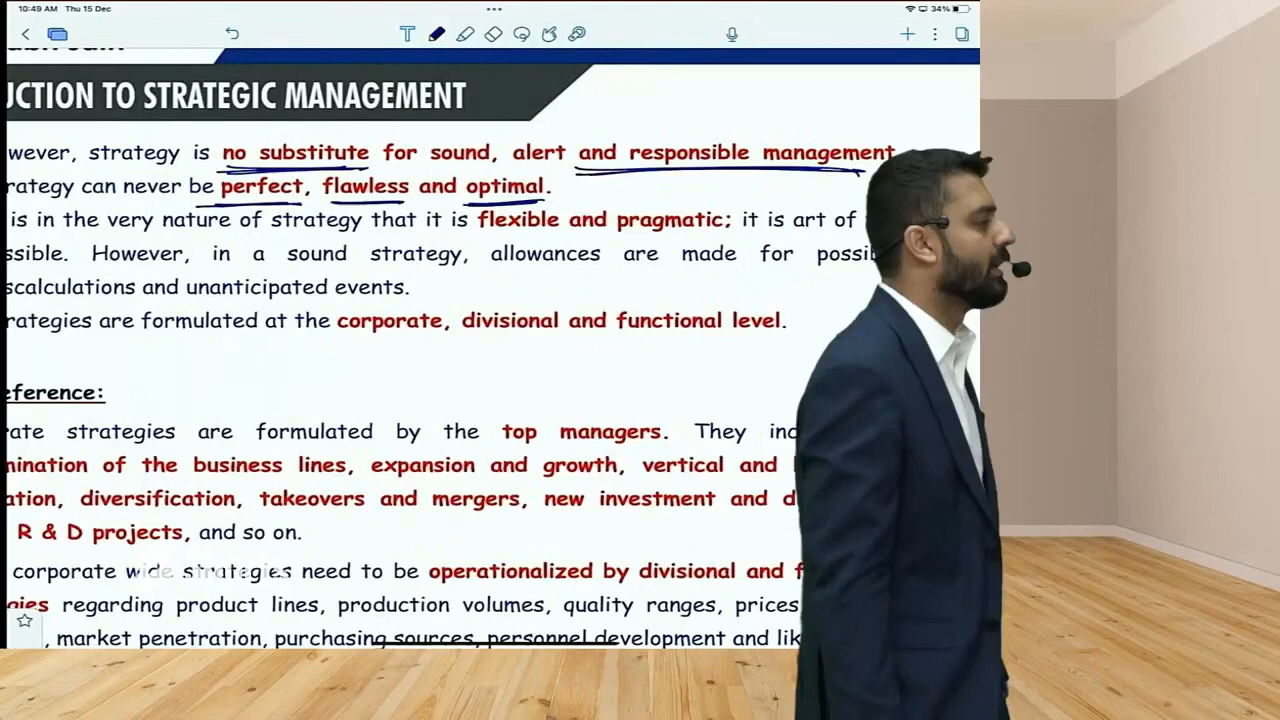 10:49 AM Thu 15 Dec
34%
UCTION TO STRATEGIC MANAGEMENT
wever, strategy is no substitute for sound, alert and responsible management
rategy can never be perfect, flawless and optimal.
is in the very nature of strategy that it is flexible and pragmatic; it is art of
ssible. However, in a sound strategy, allowances are made for possi
scalculations and unanticipated events.
rategies are formulated at the corporate, divisional and functional level.
eference:
rate strategies are formulated by the top managers. They inc
mination of the business lines, expansion and growth, vertical and
ation, diversification, takeovers and mergers, new investment and d
R & D projects, and so on.
corporate wide strategies need to be operationalized by divisional and f
gies regarding product lines, production volumes, quality ranges, prices,
, market penetration, purchasing sources, personnel development and lik